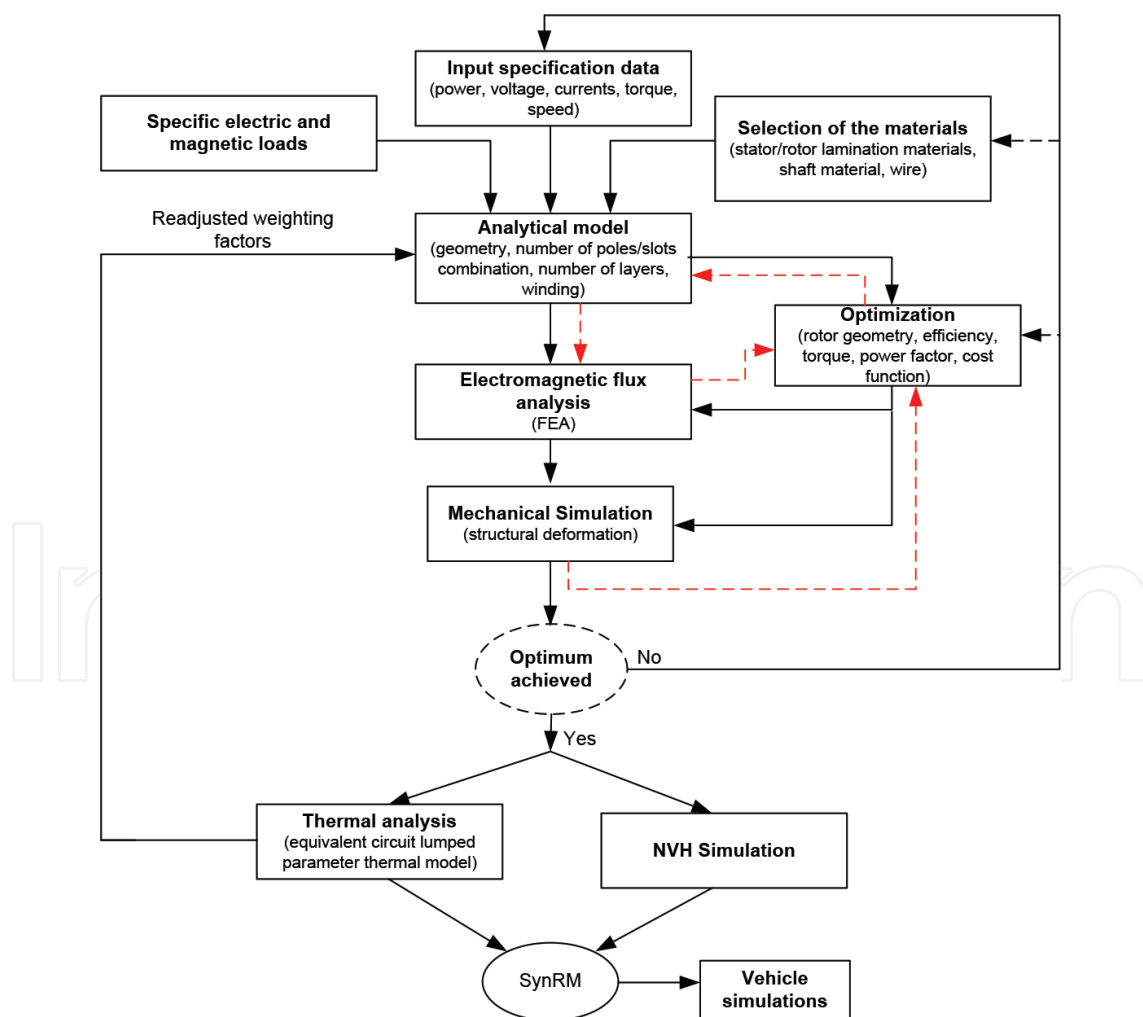 Input specification data
(power, voltage, currents, torque,
speed)
Specific electric and
magnetic loads
Selection of the materials
(stator/rotor lamination materials,
shaft material, wire)
Readjusted weighting
factors
Analytical model
(geometry, number of poles/slots
combination, number of layers,
winding)
Optimization
(rotor geometry, efficiency,
torque, power factor, cost
function)
Electromagnetic flux
analysis
(FEA)
Mechanical Simulation
(structural deformation)
Optimum
achieved
No
Yes
Thermal analysis
(equivalent circuit lumped
parameter thermal model)
NVH Simulation
SynRM
Vehicle
simulations